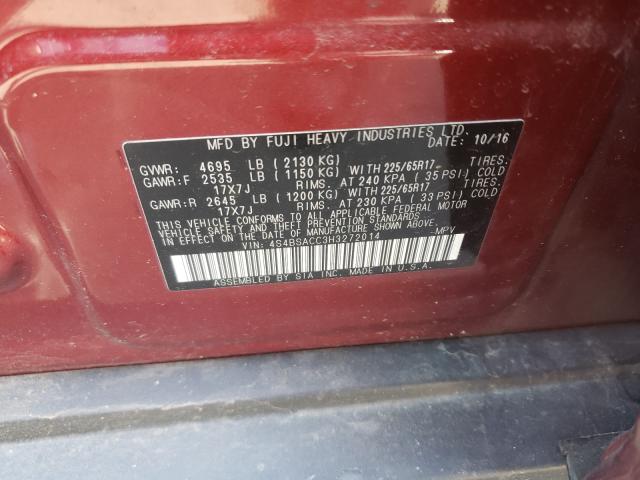 MFD BY FUJI HEAVY INDUSTRIES LTD.
DATE: 10/16
GVWR: 4695 LB ( 2130 KG)
GAWR:F 2535 LB ( 1150 KG) WITH 225/65R17 TIRES.
17X7J RIMS. AT 240 KPA ( 35 PSI) COLD
GAWR:R 2645 LB ( 1200 KG) WITH 225/65R17 TIRES.
17X7J RIMS. AT 230 KPA ( 33 PSI) COLD
THIS VEHICLE CONFORMS TO ALL APPLICABLE FEDERAL MOTOR
VEHICLE SAFETY AND THEFT PREVENTION STANDARDS
IN EFFECT ON THE DATE OF MANUFACTURE SHOWN ABOVE.
VIN: 4S4BSACC3H3272014 MPV
ASSEMBLED BY SIA INC. MADE IN U.S.A.